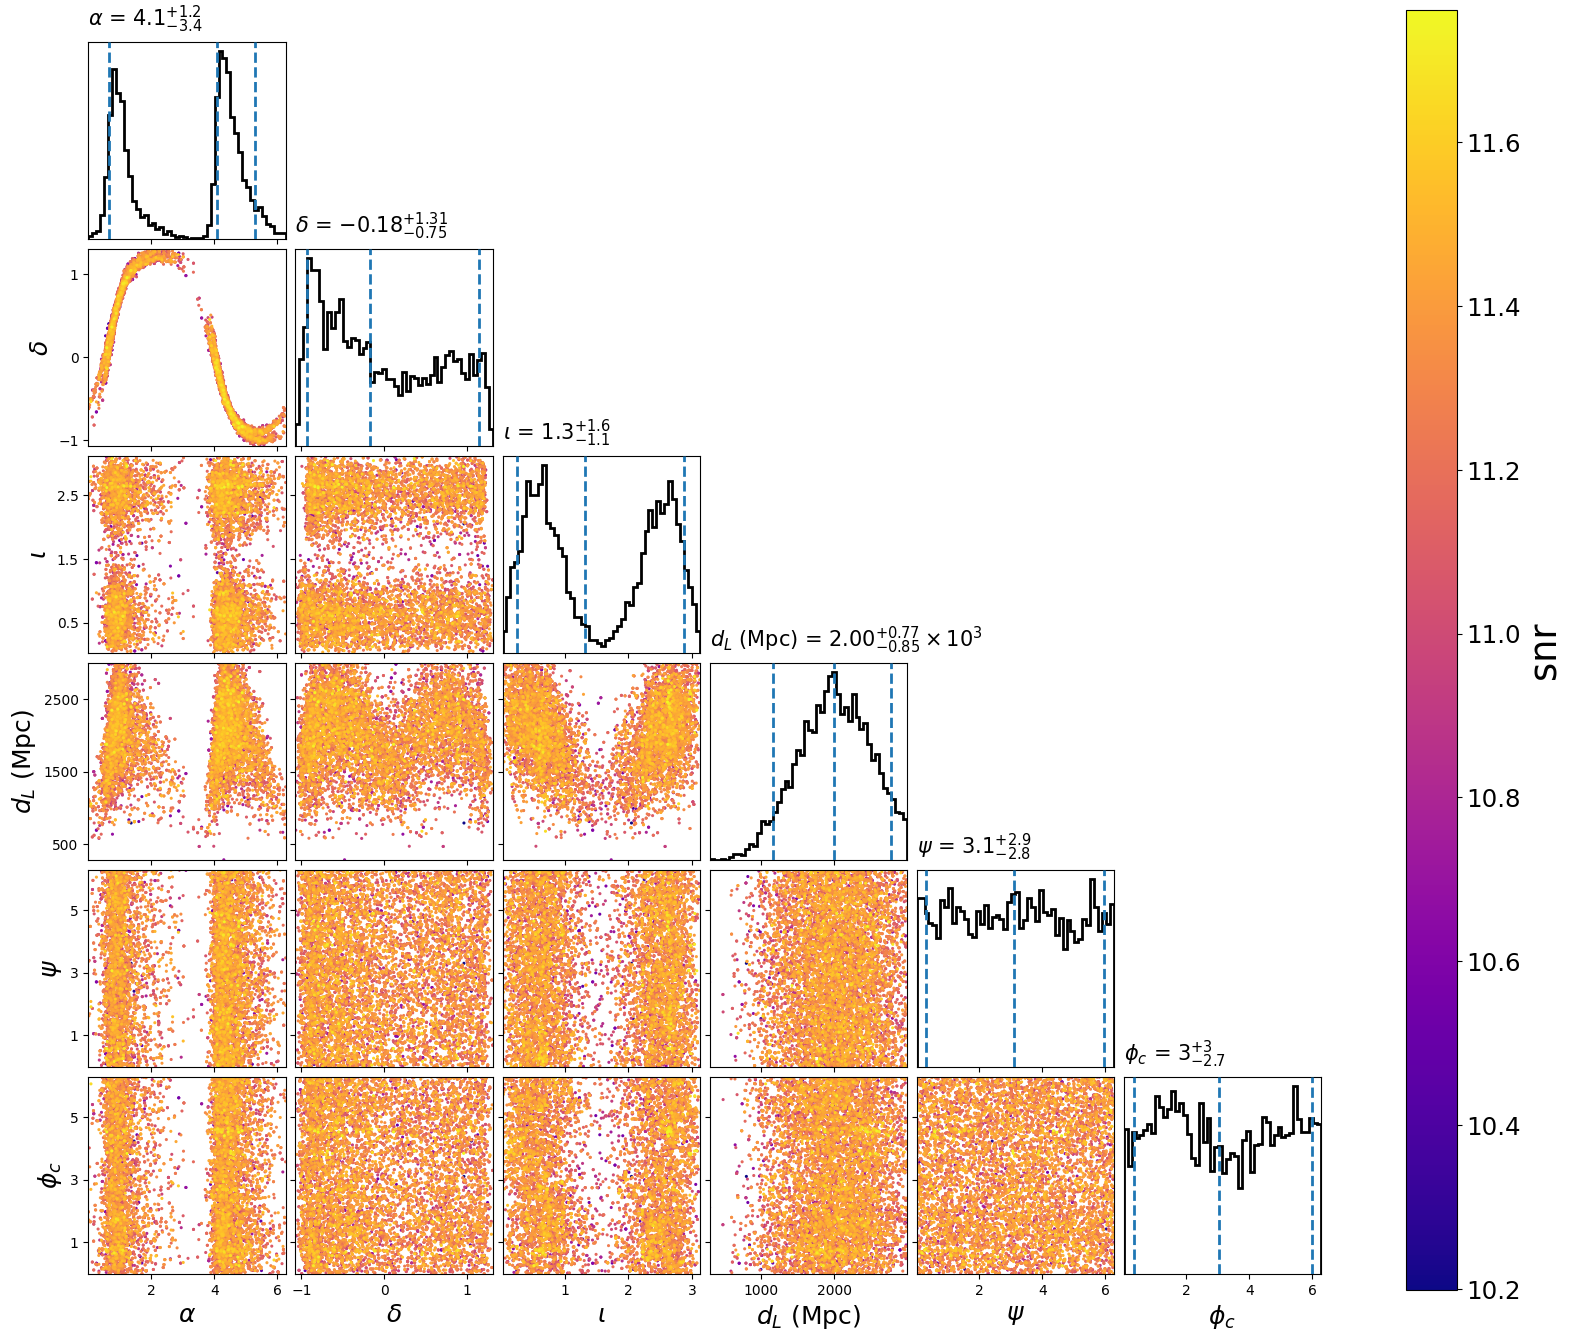 α = 4.1^{+1.2}_{-3.4}
δ = −0.18^{+1.31}_{-0.75}
ι = 1.3^{+1.6}_{-1.1}
d_L (Mpc) = 2.00^{+0.77}_{-0.85} × 10^3
ψ = 3.1^{+2.9}_{-2.8}
ϕ_c = 3^{+3}_{-2.7}
1
0
−1
δ
2.5
1.5
0.5
ι
2500
1500
500
d_L (Mpc)
5
3
1
ψ
5
3
1
ϕ_c
2 4 6
−1 0 1
1 2 3
1000 2000
2 4 6
2 4 6
α
δ
ι
d_L (Mpc)
ψ
ϕ_c
11.6
11.4
11.2
11.0
10.8
10.6
10.4
10.2
snr